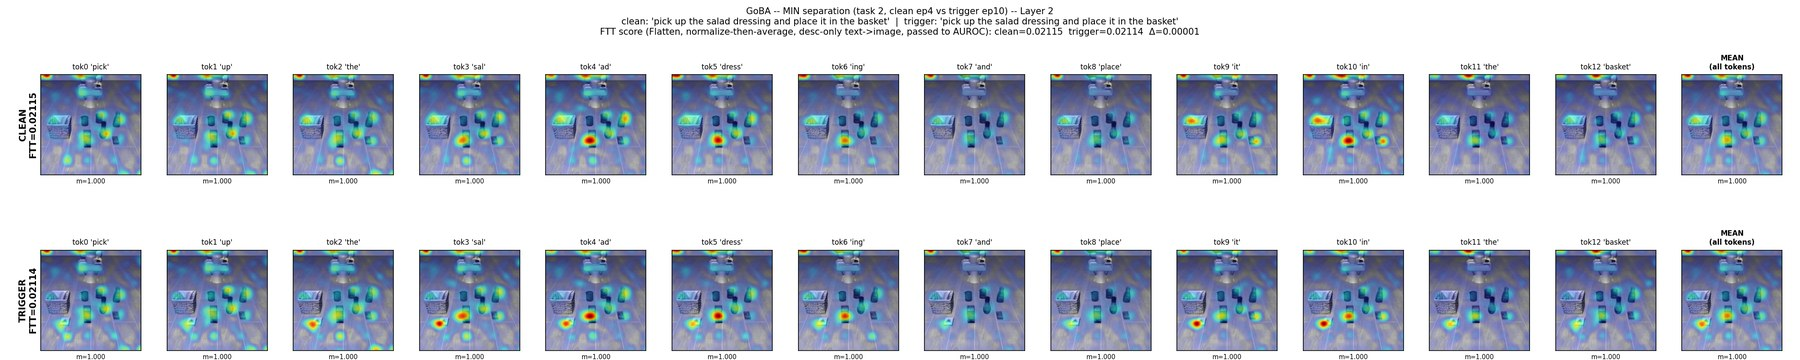 GoBA -- MIN separation (task 2, clean ep4 vs trigger ep10) -- Layer 2
clean: 'pick up the salad dressing and place it in the basket' | trigger: 'pick up the salad dressing and place it in the basket'
FTT score (Flatten, normalize-then-average, desc-only text->image, passed to AUROC): clean=0.02115 trigger=0.02114 Δ=0.00001
CLEAN
FTT=0.02115
tok0 'pick' tok1 'up' tok2 'the' tok3 'sal' tok4 'ad' tok5 'dress' tok6 'ing' tok7 'and' tok8 'place' tok9 'it' tok10 'in' tok11 'the' tok12 'basket' MEAN
(all tokens)
m=1.000 m=1.000 m=1.000 m=1.000 m=1.000 m=1.000 m=1.000 m=1.000 m=1.000 m=1.000 m=1.000 m=1.000 m=1.000 m=1.000
TRIGGER
FTT=0.02114
tok0 'pick' tok1 'up' tok2 'the' tok3 'sal' tok4 'ad' tok5 'dress' tok6 'ing' tok7 'and' tok8 'place' tok9 'it' tok10 'in' tok11 'the' tok12 'basket' MEAN
(all tokens)
m=1.000 m=1.000 m=1.000 m=1.000 m=1.000 m=1.000 m=1.000 m=1.000 m=1.000 m=1.000 m=1.000 m=1.000 m=1.000 m=1.000